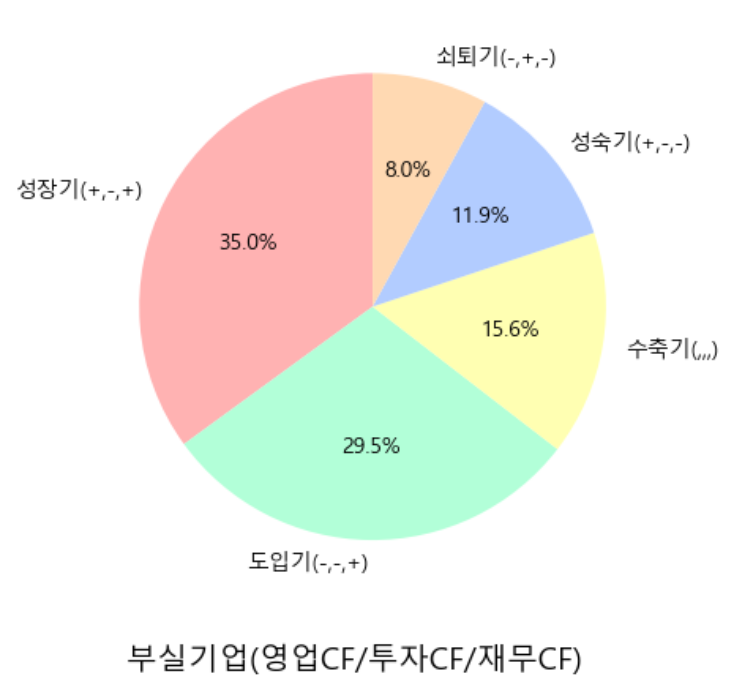 쇠퇴기(-,+,-)
8.0%
성숙기(+,-,-)
11.9%
성장기(+,-,+)
35.0%
15.6%
수축기(,,,)
29.5%
도입기(-,-,+)
부실기업(영업CF/투자CF/재무CF)